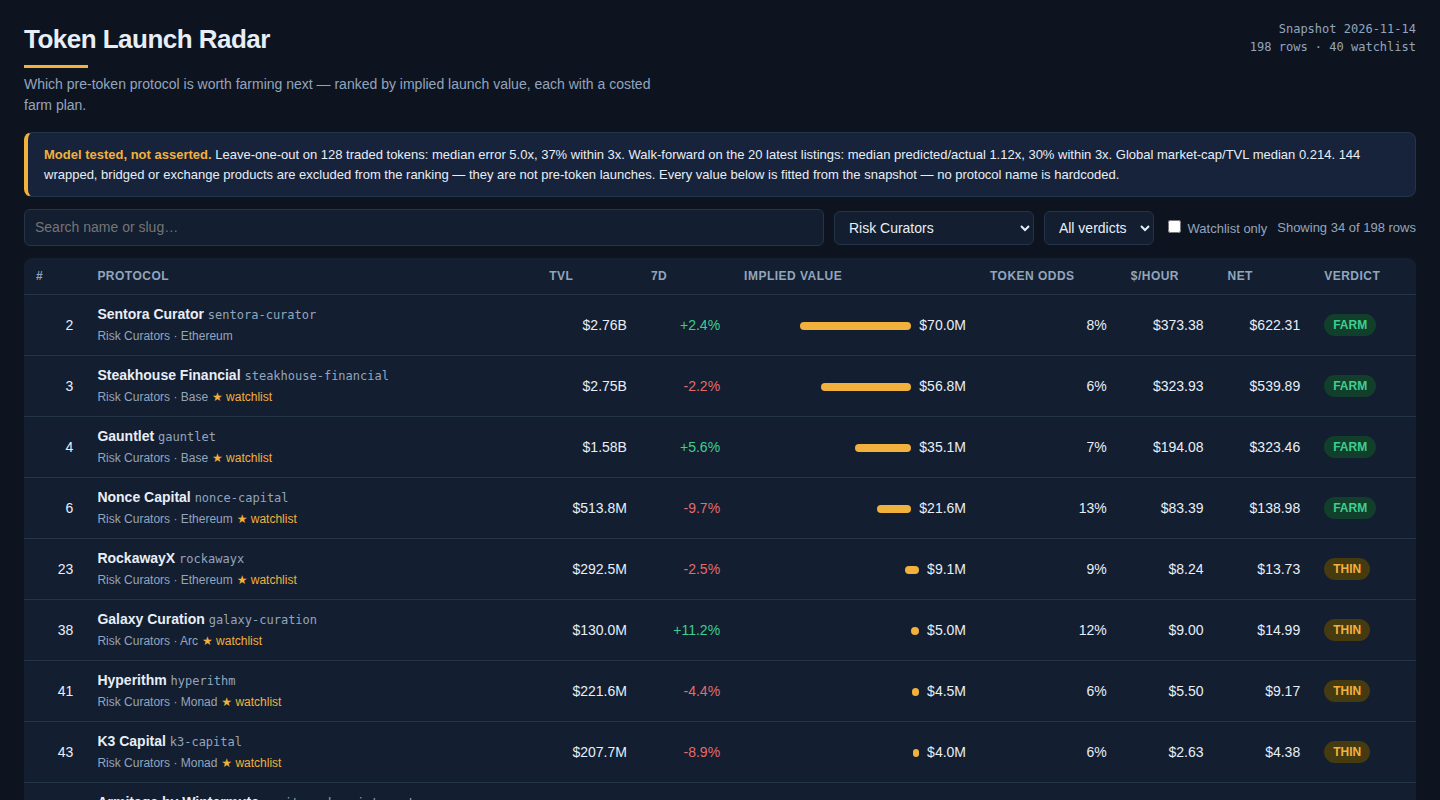 Token Launch Radar
Snapshot 2026-11-14
198 rows · 40 watchlist
Which pre-token protocol is worth farming next — ranked by implied launch value, each with a costed
farm plan.
Model tested, not asserted. Leave-one-out on 128 traded tokens: median error 5.0x, 37% within 3x. Walk-forward on the 20 latest listings: median predicted/actual 1.12x, 30% within 3x. Global market-cap/TVL median 0.214. 144
wrapped, bridged or exchange products are excluded from the ranking — they are not pre-token launches. Every value below is fitted from the snapshot — no protocol name is hardcoded.
Search name or slug… Risk Curators All verdicts Watchlist only Showing 34 of 198 rows
# PROTOCOL TVL 7D IMPLIED VALUE TOKEN ODDS $/HOUR NET VERDICT
2 Sentora Curator sentora-curator $2.76B +2.4% $70.0M 8% $373.38 $622.31 FARM
Risk Curators · Ethereum
3 Steakhouse Financial steakhouse-financial $2.75B -2.2% $56.8M 6% $323.93 $539.89 FARM
Risk Curators · Base ★ watchlist
4 Gauntlet gauntlet $1.58B +5.6% $35.1M 7% $194.08 $323.46 FARM
Risk Curators · Base ★ watchlist
6 Nonce Capital nonce-capital $513.8M -9.7% $21.6M 13% $83.39 $138.98 FARM
Risk Curators · Ethereum ★ watchlist
23 RockawayX rockawayx $292.5M -2.5% $9.1M 9% $8.24 $13.73 THIN
Risk Curators · Ethereum ★ watchlist
38 Galaxy Curation galaxy-curation $130.0M +11.2% $5.0M 12% $9.00 $14.99 THIN
Risk Curators · Arc ★ watchlist
41 Hyperithm hyperithm $221.6M -4.4% $4.5M 6% $5.50 $9.17 THIN
Risk Curators · Monad ★ watchlist
43 K3 Capital k3-capital $207.7M -8.9% $4.0M 6% $2.63 $4.38 THIN
Risk Curators · Monad ★ watchlist